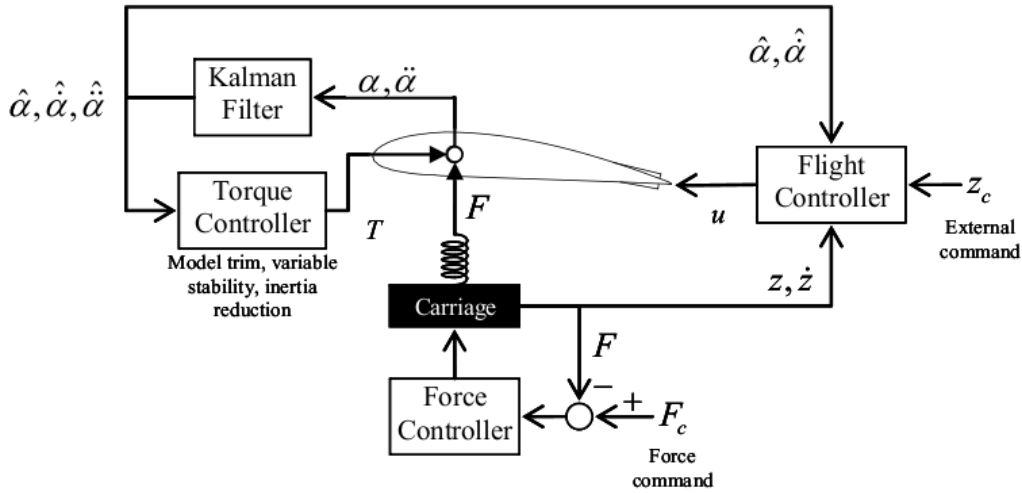 α̂, α̂̇
α̂, α̂̇, α̂̈
Kalman
Filter
α, α̈
Flight
Controller
z_c
External
command
u
Torque
Controller
T
F
Model trim, variable
stability, inertia
reduction
z, ż
Carriage
F
Force
Controller
−
+
F_c
Force
command